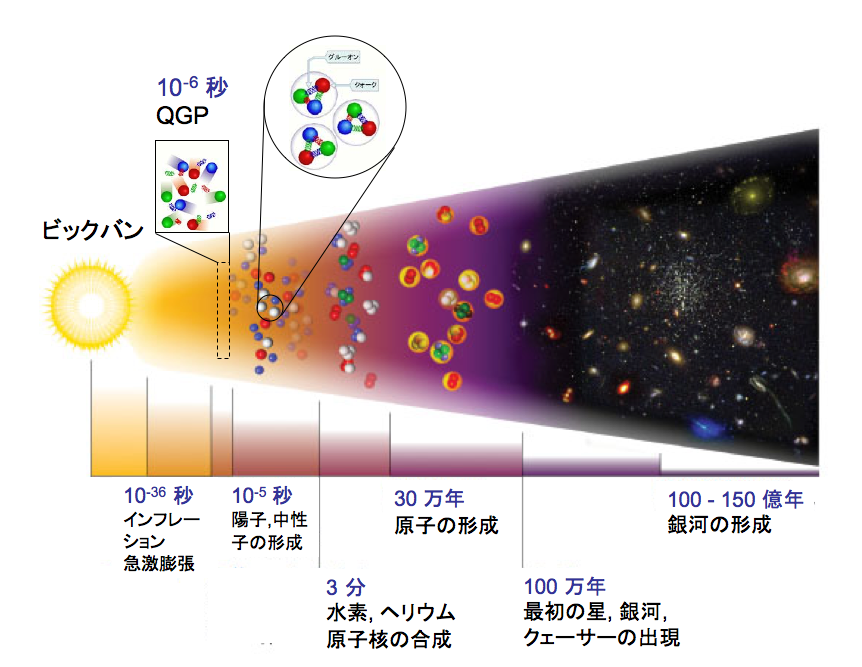 グルーオン
クォーク
10-6 秒
QGP
ビックバン
10-36 秒
インフレー
ション
急激膨張
10-5 秒
陽子,中性
子の形成
3 分
水素, ヘリウム
原子核の合成
30 万年
原子の形成
100 万年
最初の星, 銀河,
クェーサーの出現
100 - 150 億年
銀河の形成